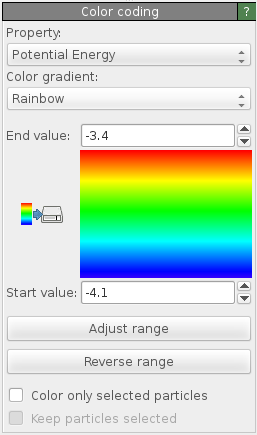 Color coding ?
Property:
Potential Energy
Color gradient:
Rainbow
End value: -3.4
Start value: -4.1
Adjust range
Reverse range
Color only selected particles
Keep particles selected